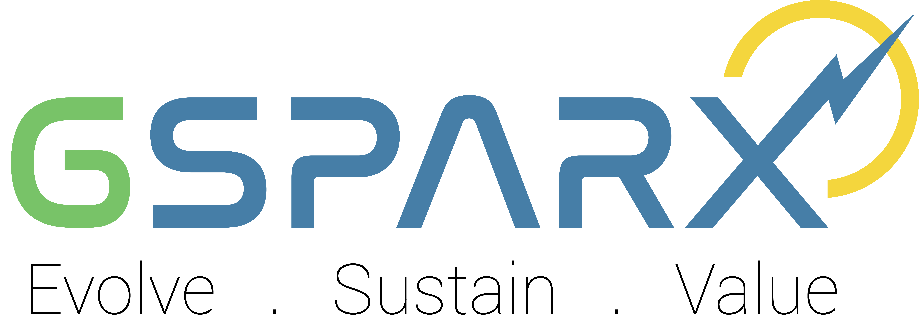 GSPARX
Evolve . Sustain . Value